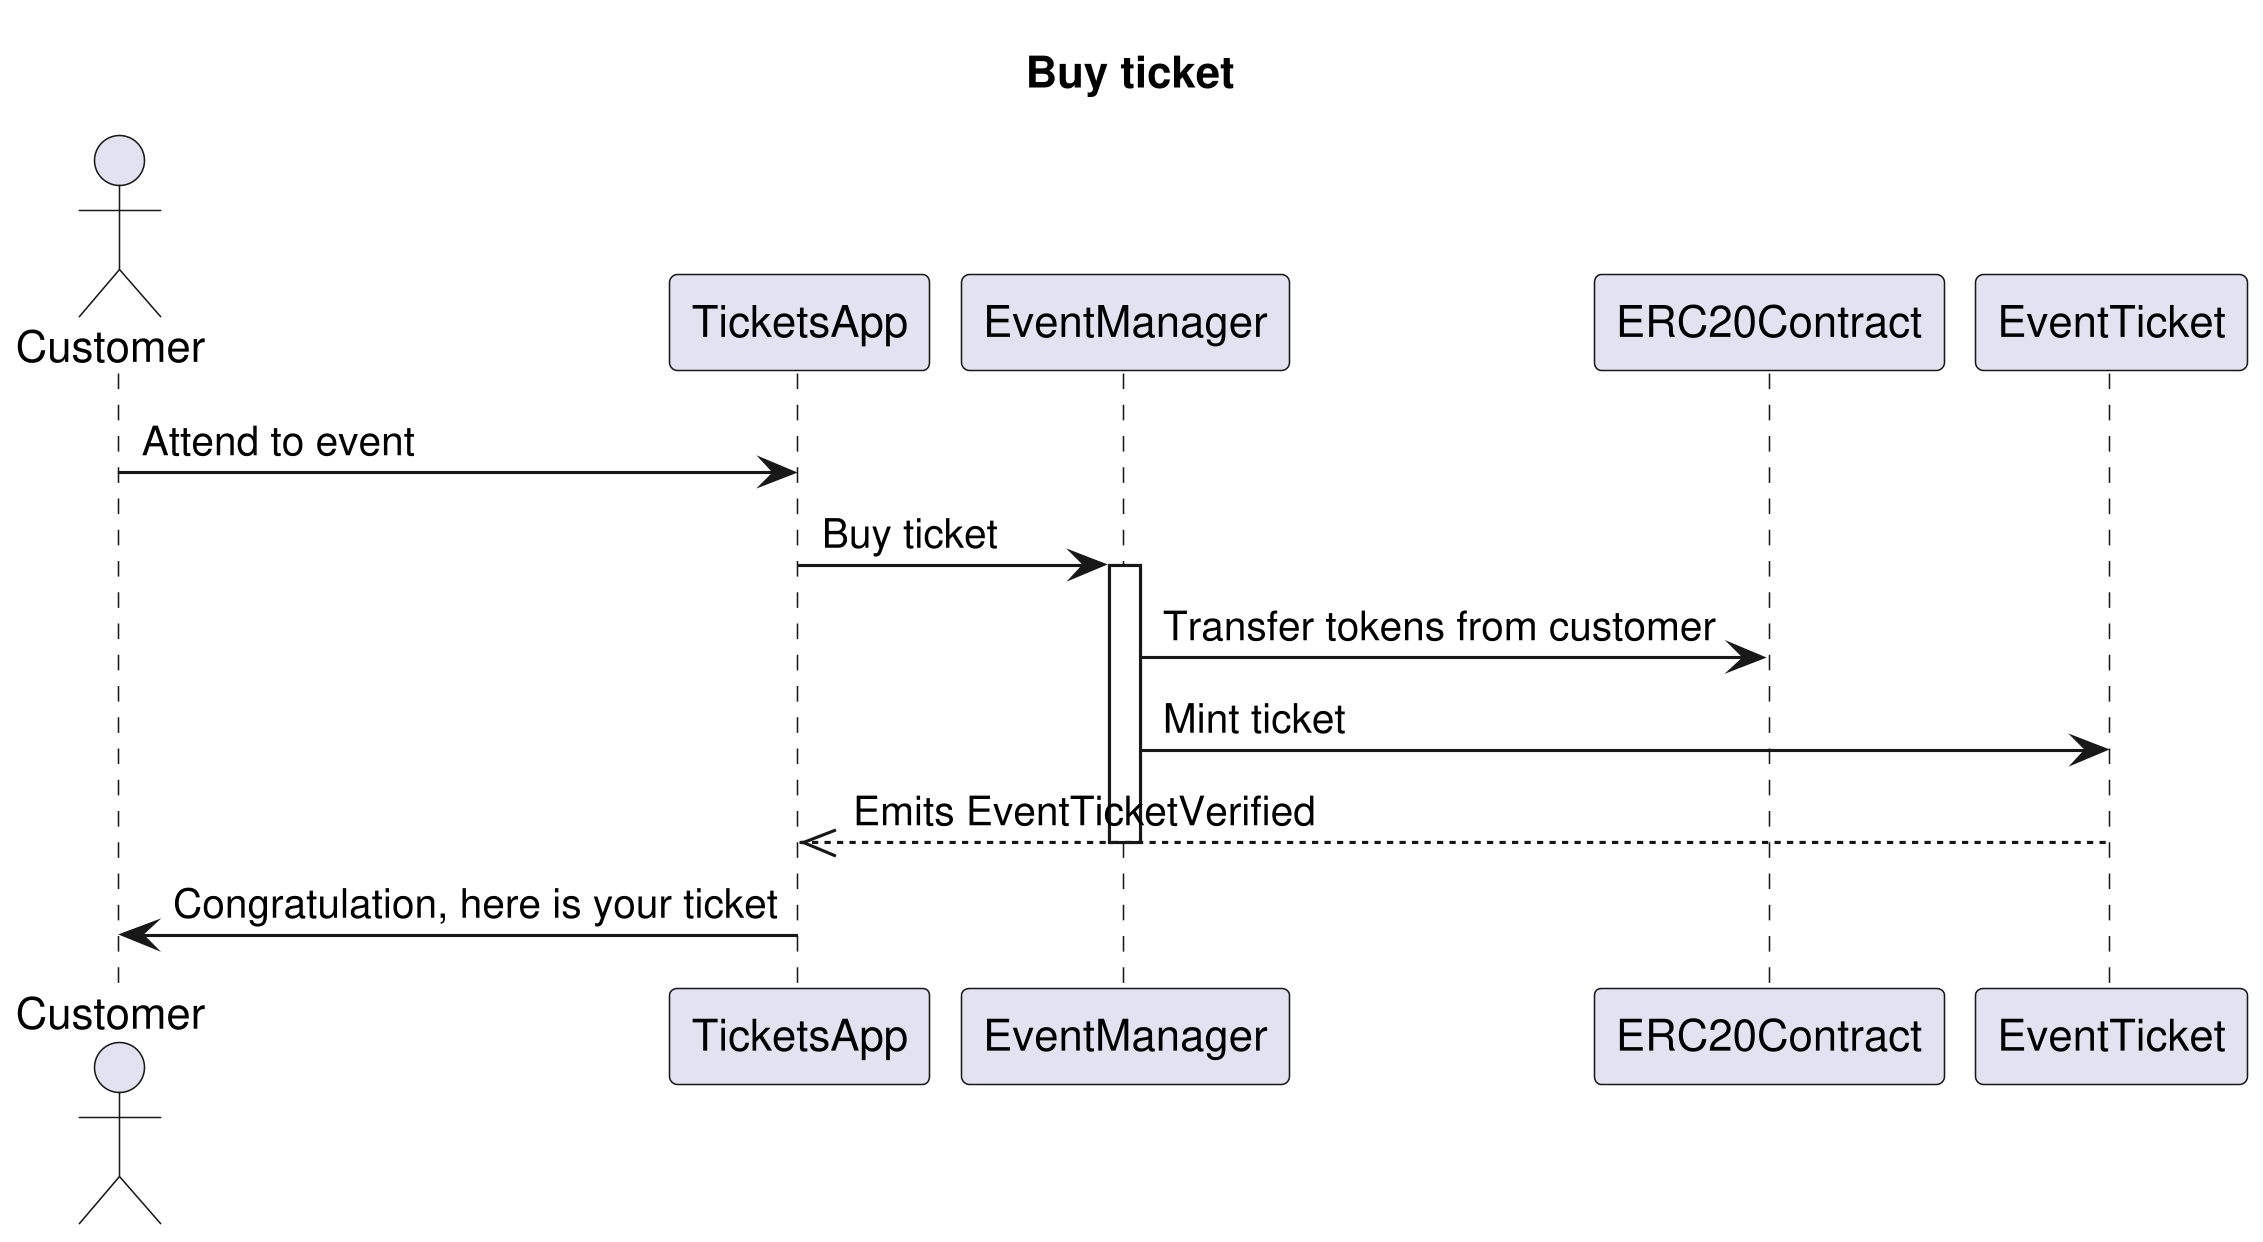 Buy ticket
Customer
TicketsApp
EventManager
ERC20Contract
EventTicket
Attend to event
Buy ticket
Transfer tokens from customer
Mint ticket
Emits EventTicketVerified
Congratulation, here is your ticket
Customer
TicketsApp
EventManager
ERC20Contract
EventTicket